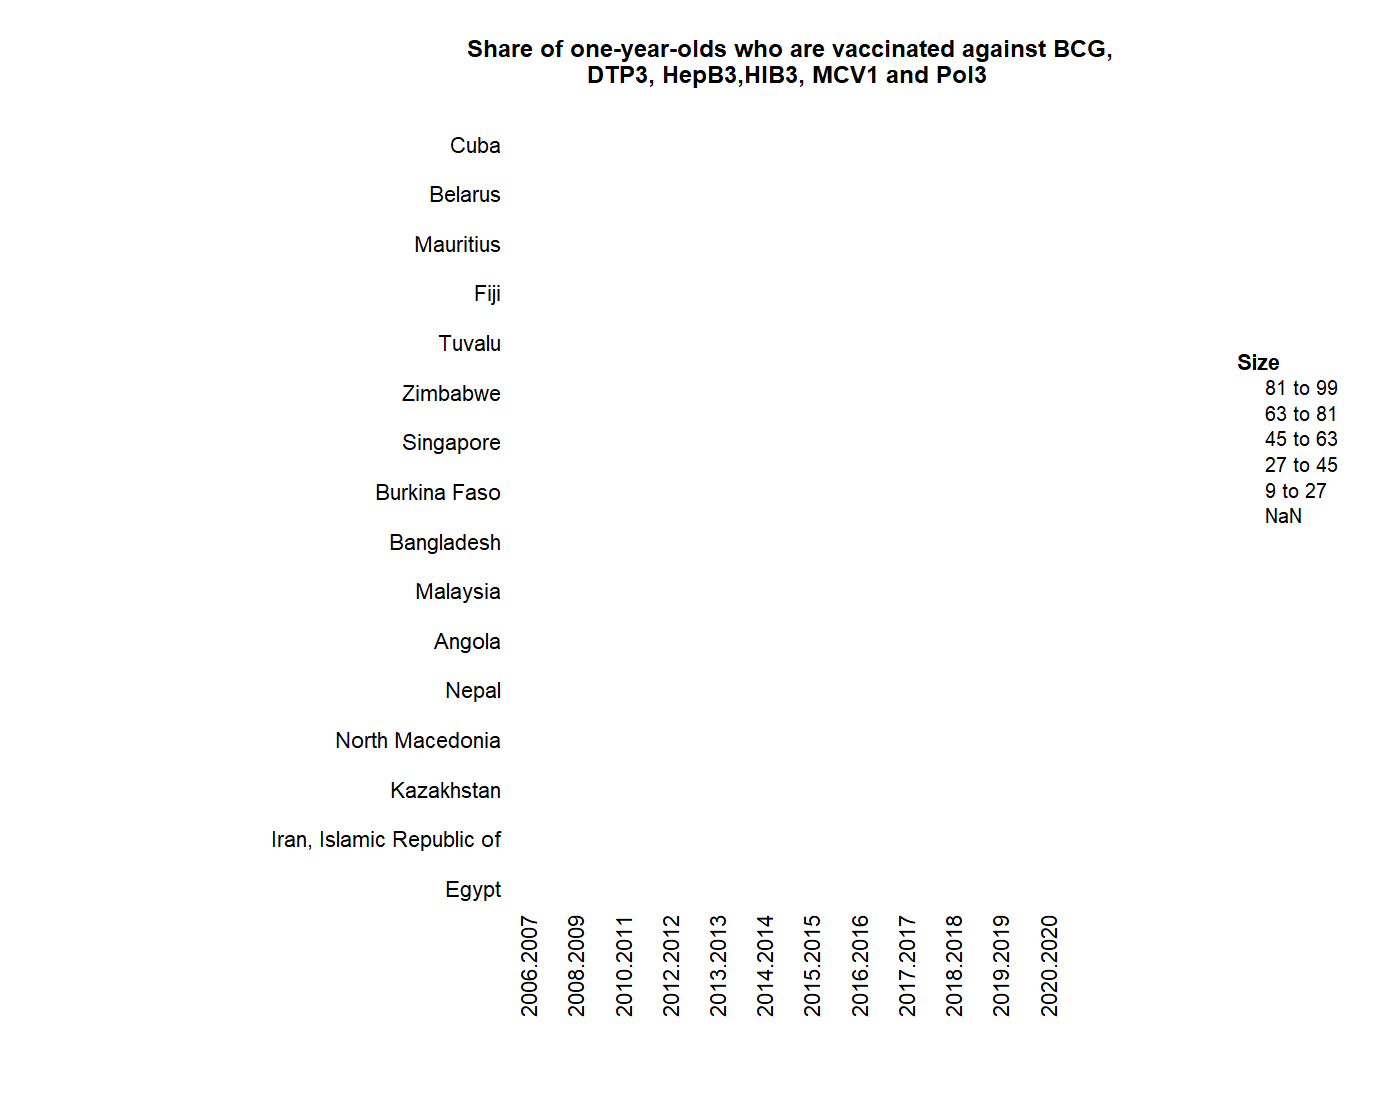 Share of one-year-olds who are vaccinated against BCG,
DTP3, HepB3,HIB3, MCV1 and Pol3
Cuba
Belarus
Mauritius
Fiji
Tuvalu
Zimbabwe
Singapore
Burkina Faso
Bangladesh
Malaysia
Angola
Nepal
North Macedonia
Kazakhstan
Iran, Islamic Republic of
Egypt
2006.2007
2008.2009
2010.2011
2012.2012
2013.2013
2014.2014
2015.2015
2016.2016
2017.2017
2018.2018
2019.2019
2020.2020
Size
81 to 99
63 to 81
45 to 63
27 to 45
9 to 27
NaN